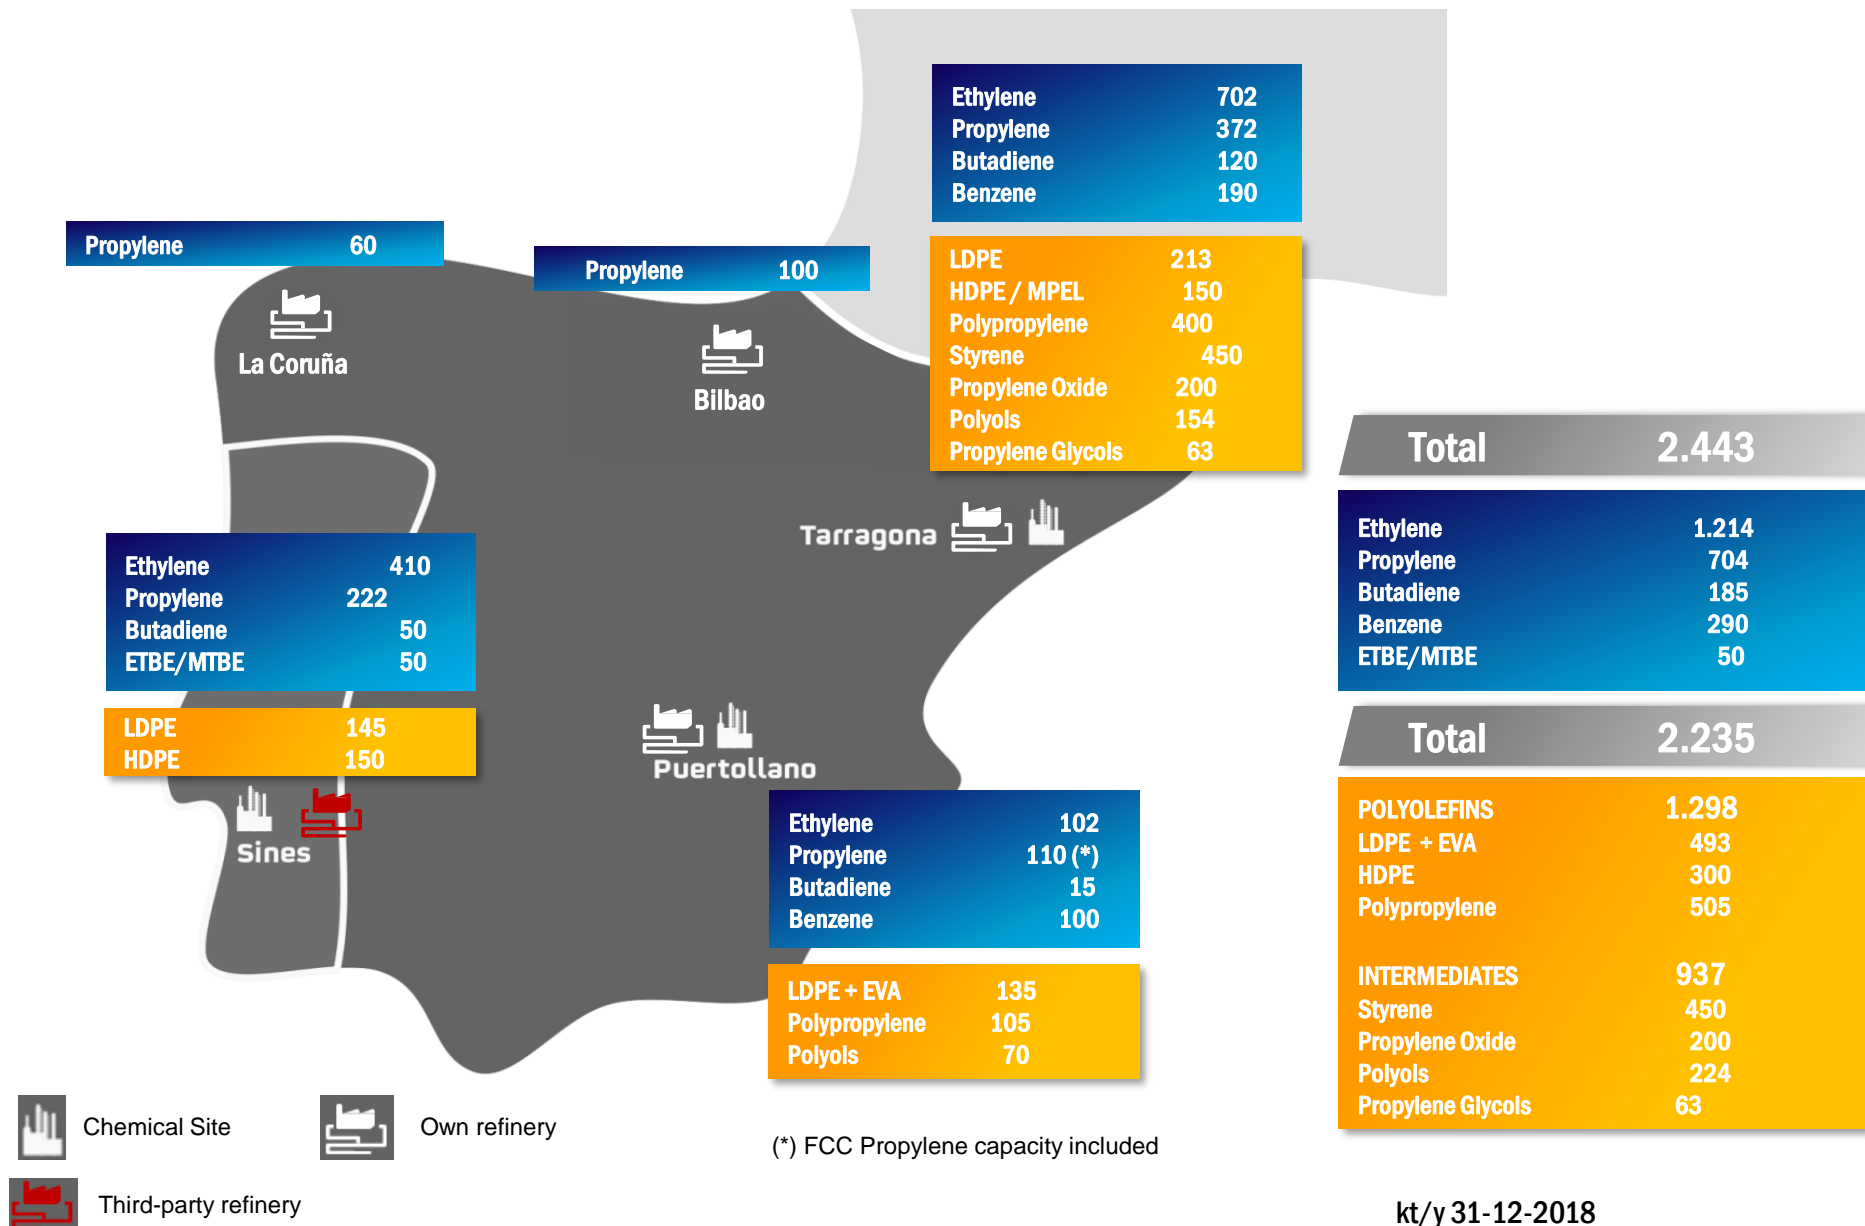 Ethylene 702
Propylene 372
Butadiene 120
Benzene 190
Propylene 60
Propylene 100
LDPE 213
HDPE / MPEL 150
Polypropylene 400
Styrene 450
Propylene Oxide 200
Polyols 154
Propylene Glycols 63
La Coruña
Bilbao
Tarragona
Total 2.443
Ethylene 1.214
Propylene 704
Butadiene 185
Benzene 290
ETBE/MTBE 50
Ethylene 410
Propylene 222
Butadiene 50
ETBE/MTBE 50
LDPE 145
HDPE 150
Sines
Puertollano
Total 2.235
POLYOLEFINS 1.298
LDPE + EVA 493
HDPE 300
Polypropylene 505
INTERMEDIATES 937
Styrene 450
Propylene Oxide 200
Polyols 224
Propylene Glycols 63
Ethylene 102
Propylene 110 (*)
Butadiene 15
Benzene 100
LDPE + EVA 135
Polypropylene 105
Polyols 70
Chemical Site
Own refinery
(*) FCC Propylene capacity included
Third-party refinery
kt/y 31-12-2018